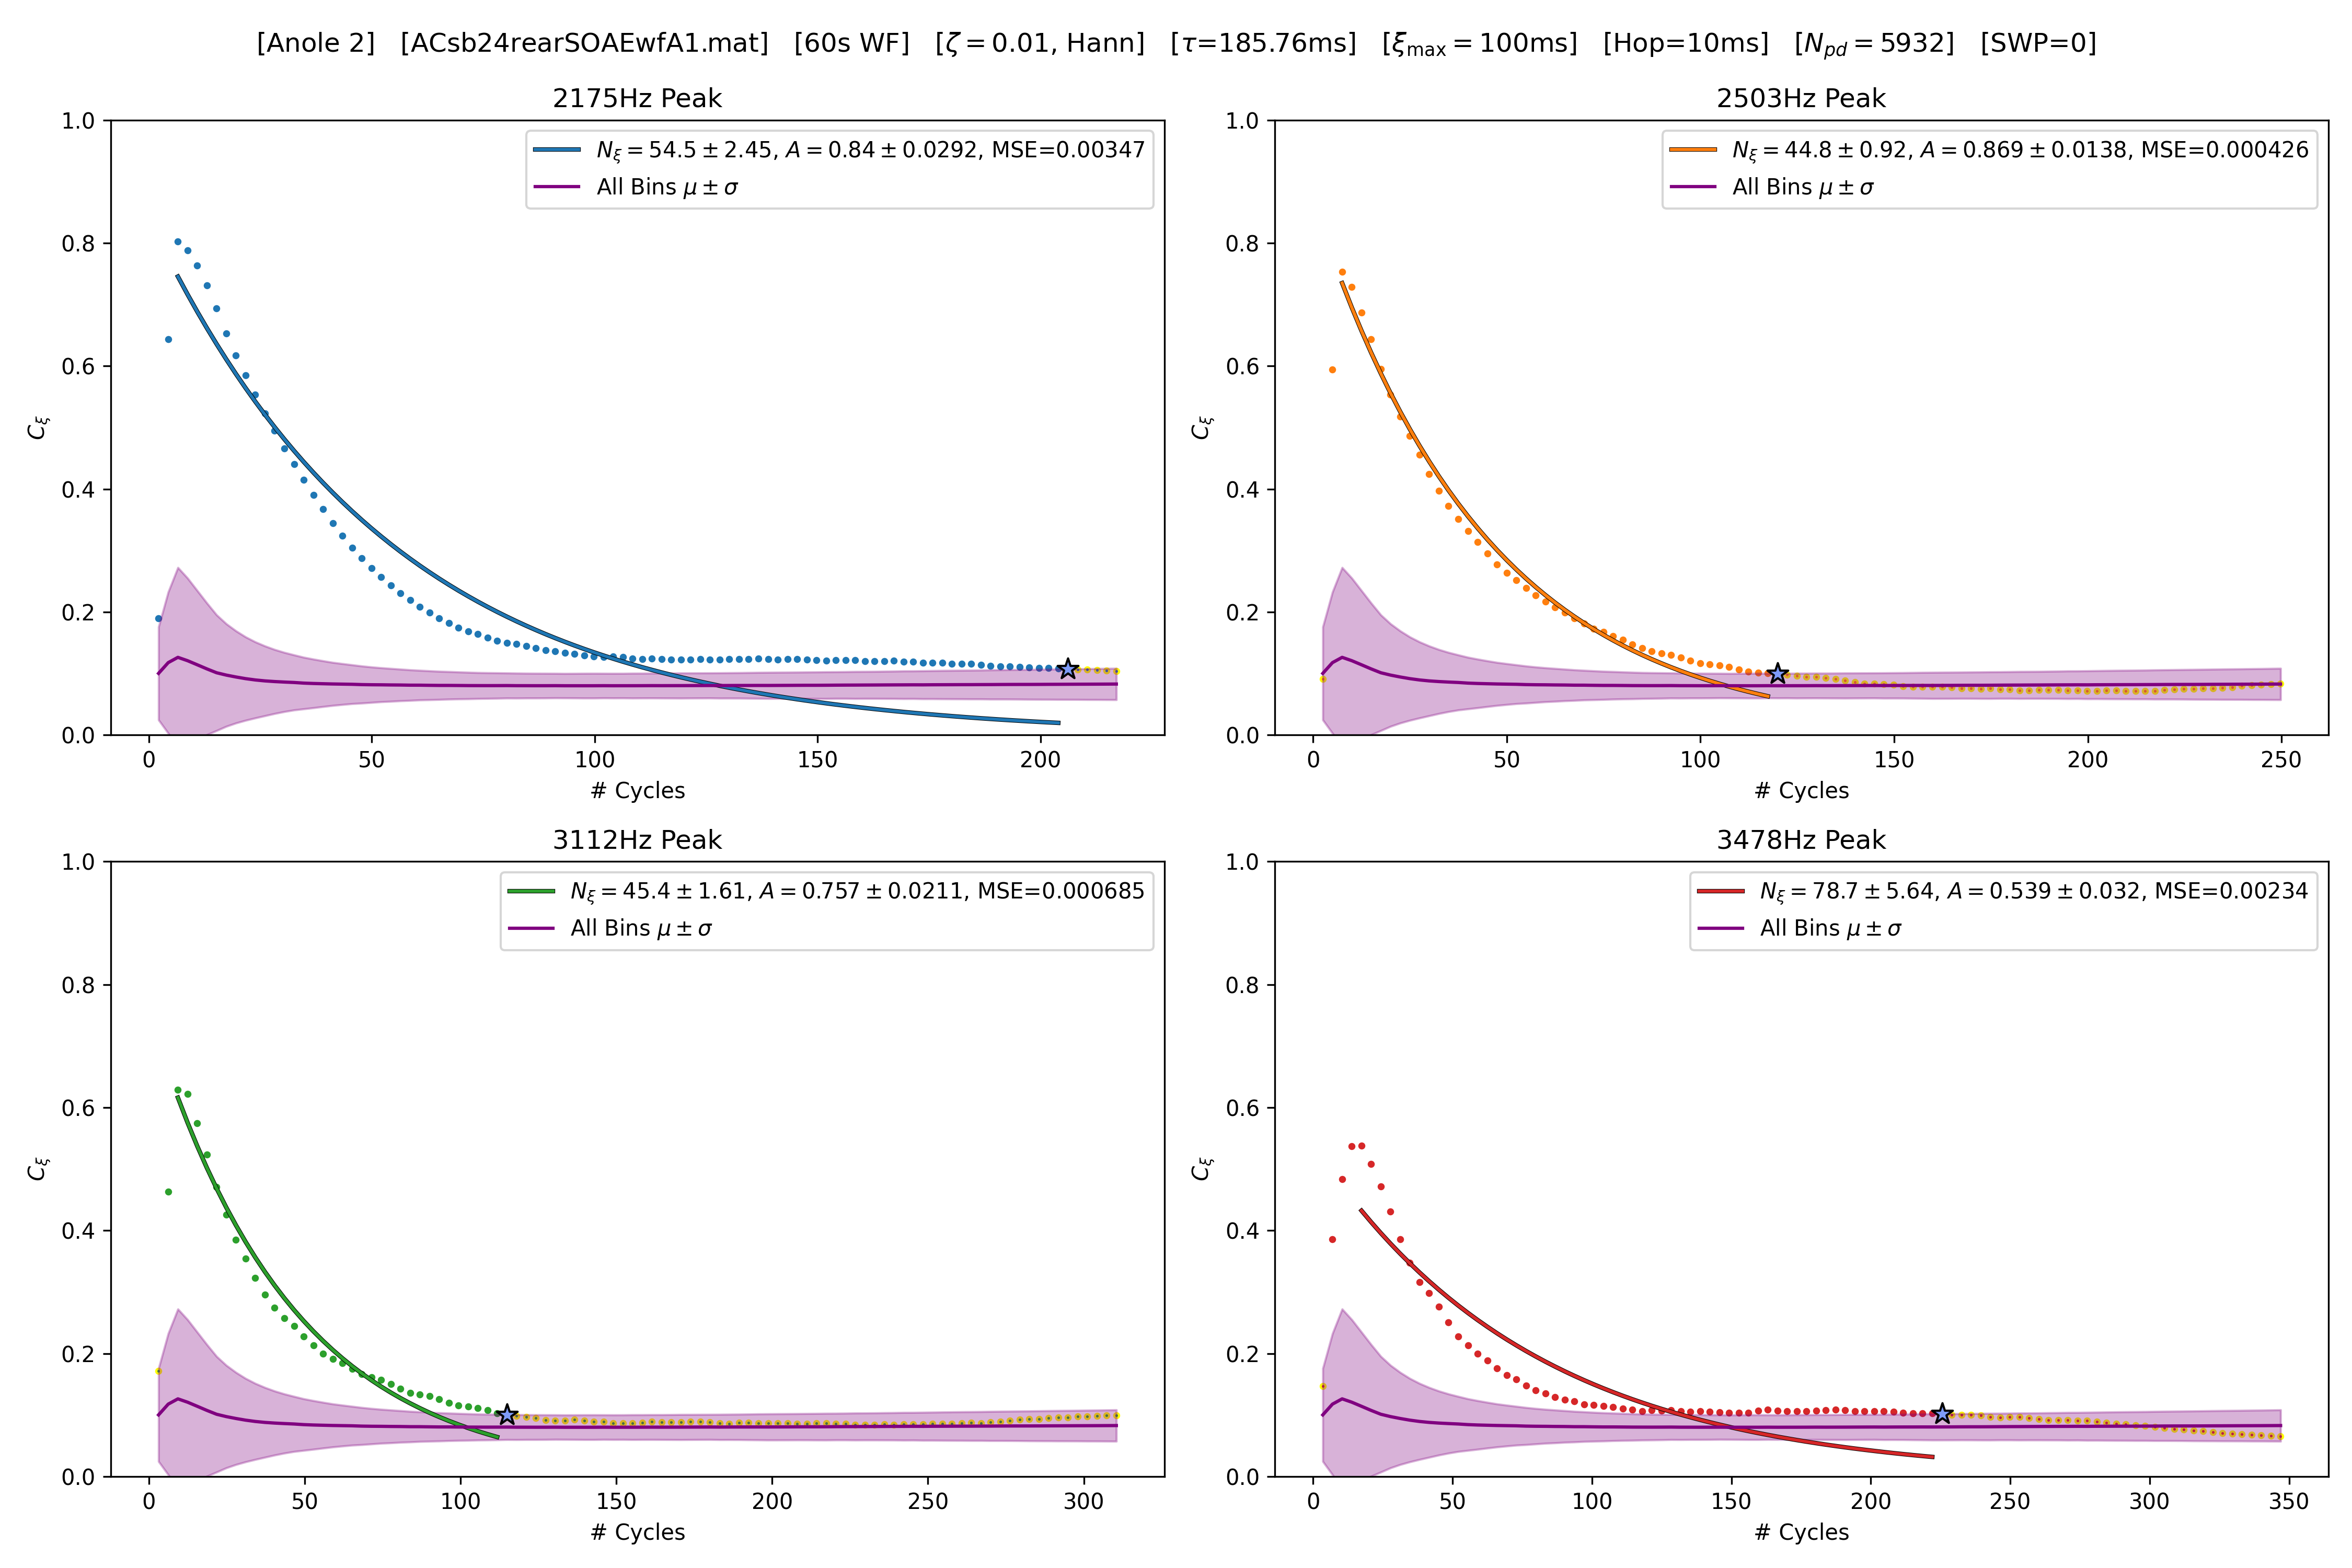 [Anole 2] [ACsb24rearSOAEwfA1.mat] [60s WF] [ζ = 0.01, Hann] [τ=185.76ms] [ξmax = 100ms] [Hop=10ms] [Npd = 5932] [SWP=0]
2175Hz Peak
Nξ = 54.5 ± 2.45, A = 0.84 ± 0.0292, MSE=0.00347
All Bins μ ± σ
1.0
0.8
0.6
0.4
0.2
0.0
Cξ
0 50 100 150 200
# Cycles
2503Hz Peak
Nξ = 44.8 ± 0.92, A = 0.869 ± 0.0138, MSE=0.000426
All Bins μ ± σ
1.0
0.8
0.6
0.4
0.2
0.0
Cξ
0 50 100 150 200 250
# Cycles
3112Hz Peak
Nξ = 45.4 ± 1.61, A = 0.757 ± 0.0211, MSE=0.000685
All Bins μ ± σ
1.0
0.8
0.6
0.4
0.2
0.0
Cξ
0 50 100 150 200 250 300
# Cycles
3478Hz Peak
Nξ = 78.7 ± 5.64, A = 0.539 ± 0.032, MSE=0.00234
All Bins μ ± σ
1.0
0.8
0.6
0.4
0.2
0.0
Cξ
0 50 100 150 200 250 300 350
# Cycles